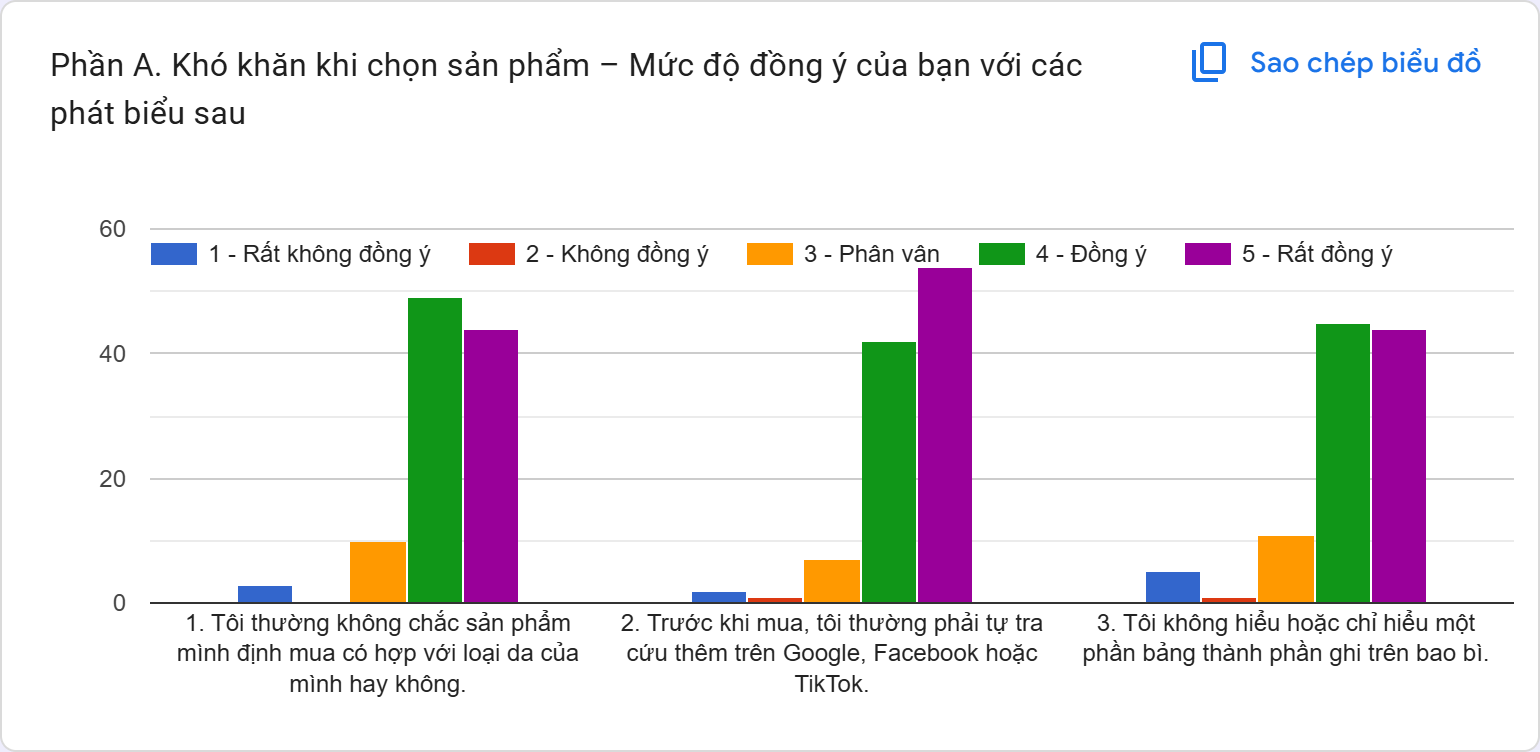 Phần A. Khó khăn khi chọn sản phẩm – Mức độ đồng ý của bạn với các
phát biểu sau
Sao chép biểu đồ
60
1 - Rất không đồng ý
2 - Không đồng ý
3 - Phân vân
4 - Đồng ý
5 - Rất đồng ý
40
20
0
1. Tôi thường không chắc sản phẩm
mình định mua có hợp với loại da của
mình hay không.
2. Trước khi mua, tôi thường phải tự tra
cứu thêm trên Google, Facebook hoặc
TikTok.
3. Tôi không hiểu hoặc chỉ hiểu một
phần bảng thành phần ghi trên bao bì.